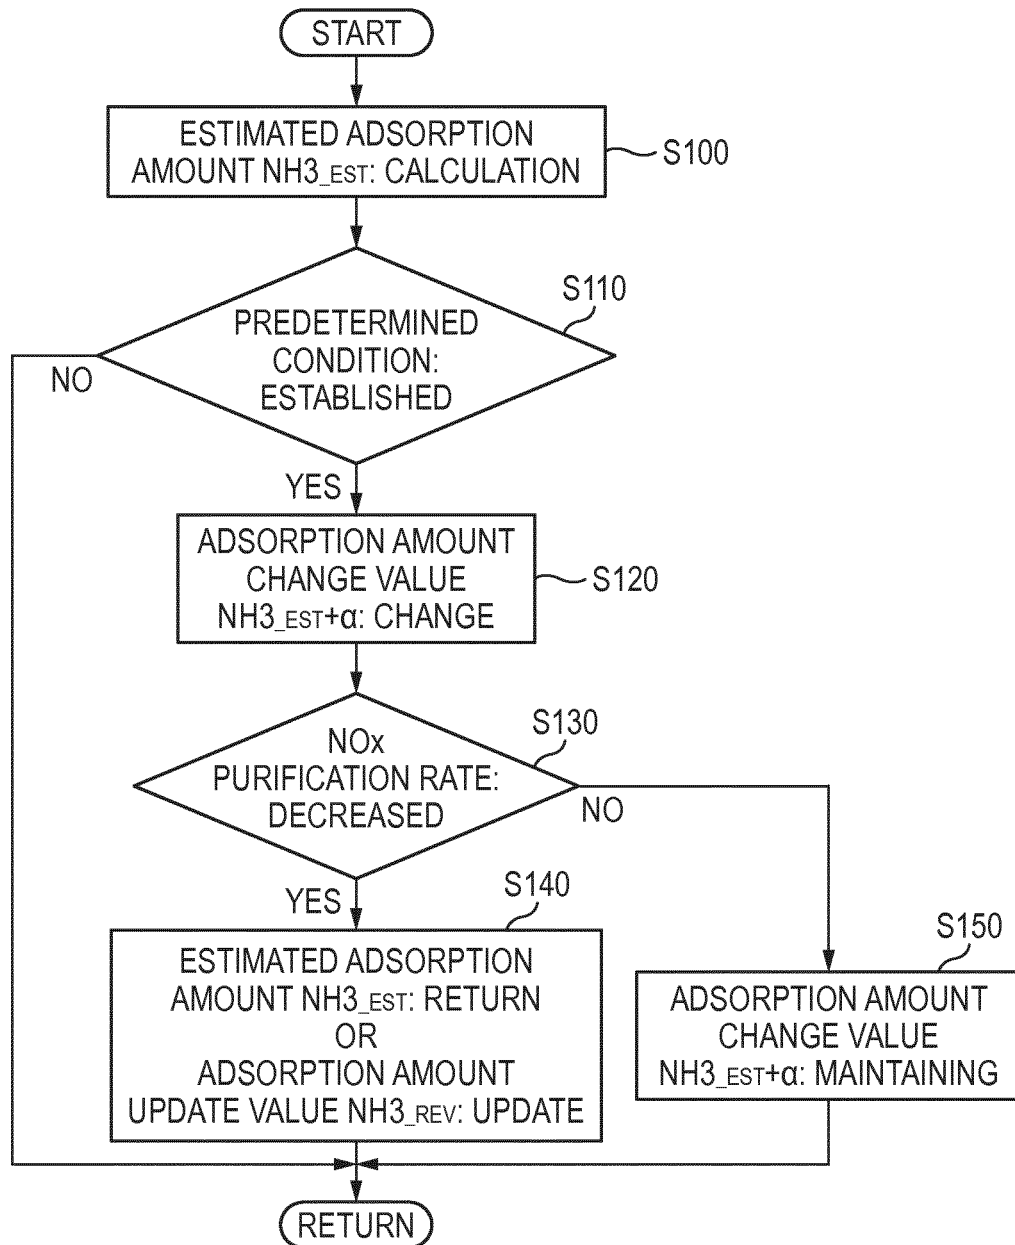 START
ESTIMATED ADSORPTION
AMOUNT NH3_EST: CALCULATION
S100
S110
PREDETERMINED
CONDITION:
ESTABLISHED
NO
YES
ADSORPTION AMOUNT
CHANGE VALUE
NH3_EST+α: CHANGE
S120
S130
NOx
PURIFICATION RATE:
DECREASED
NO
YES
S140
ESTIMATED ADSORPTION
AMOUNT NH3_EST: RETURN
OR
ADSORPTION AMOUNT
UPDATE VALUE NH3_REV: UPDATE
S150
ADSORPTION AMOUNT
CHANGE VALUE
NH3_EST+α: MAINTAINING
RETURN